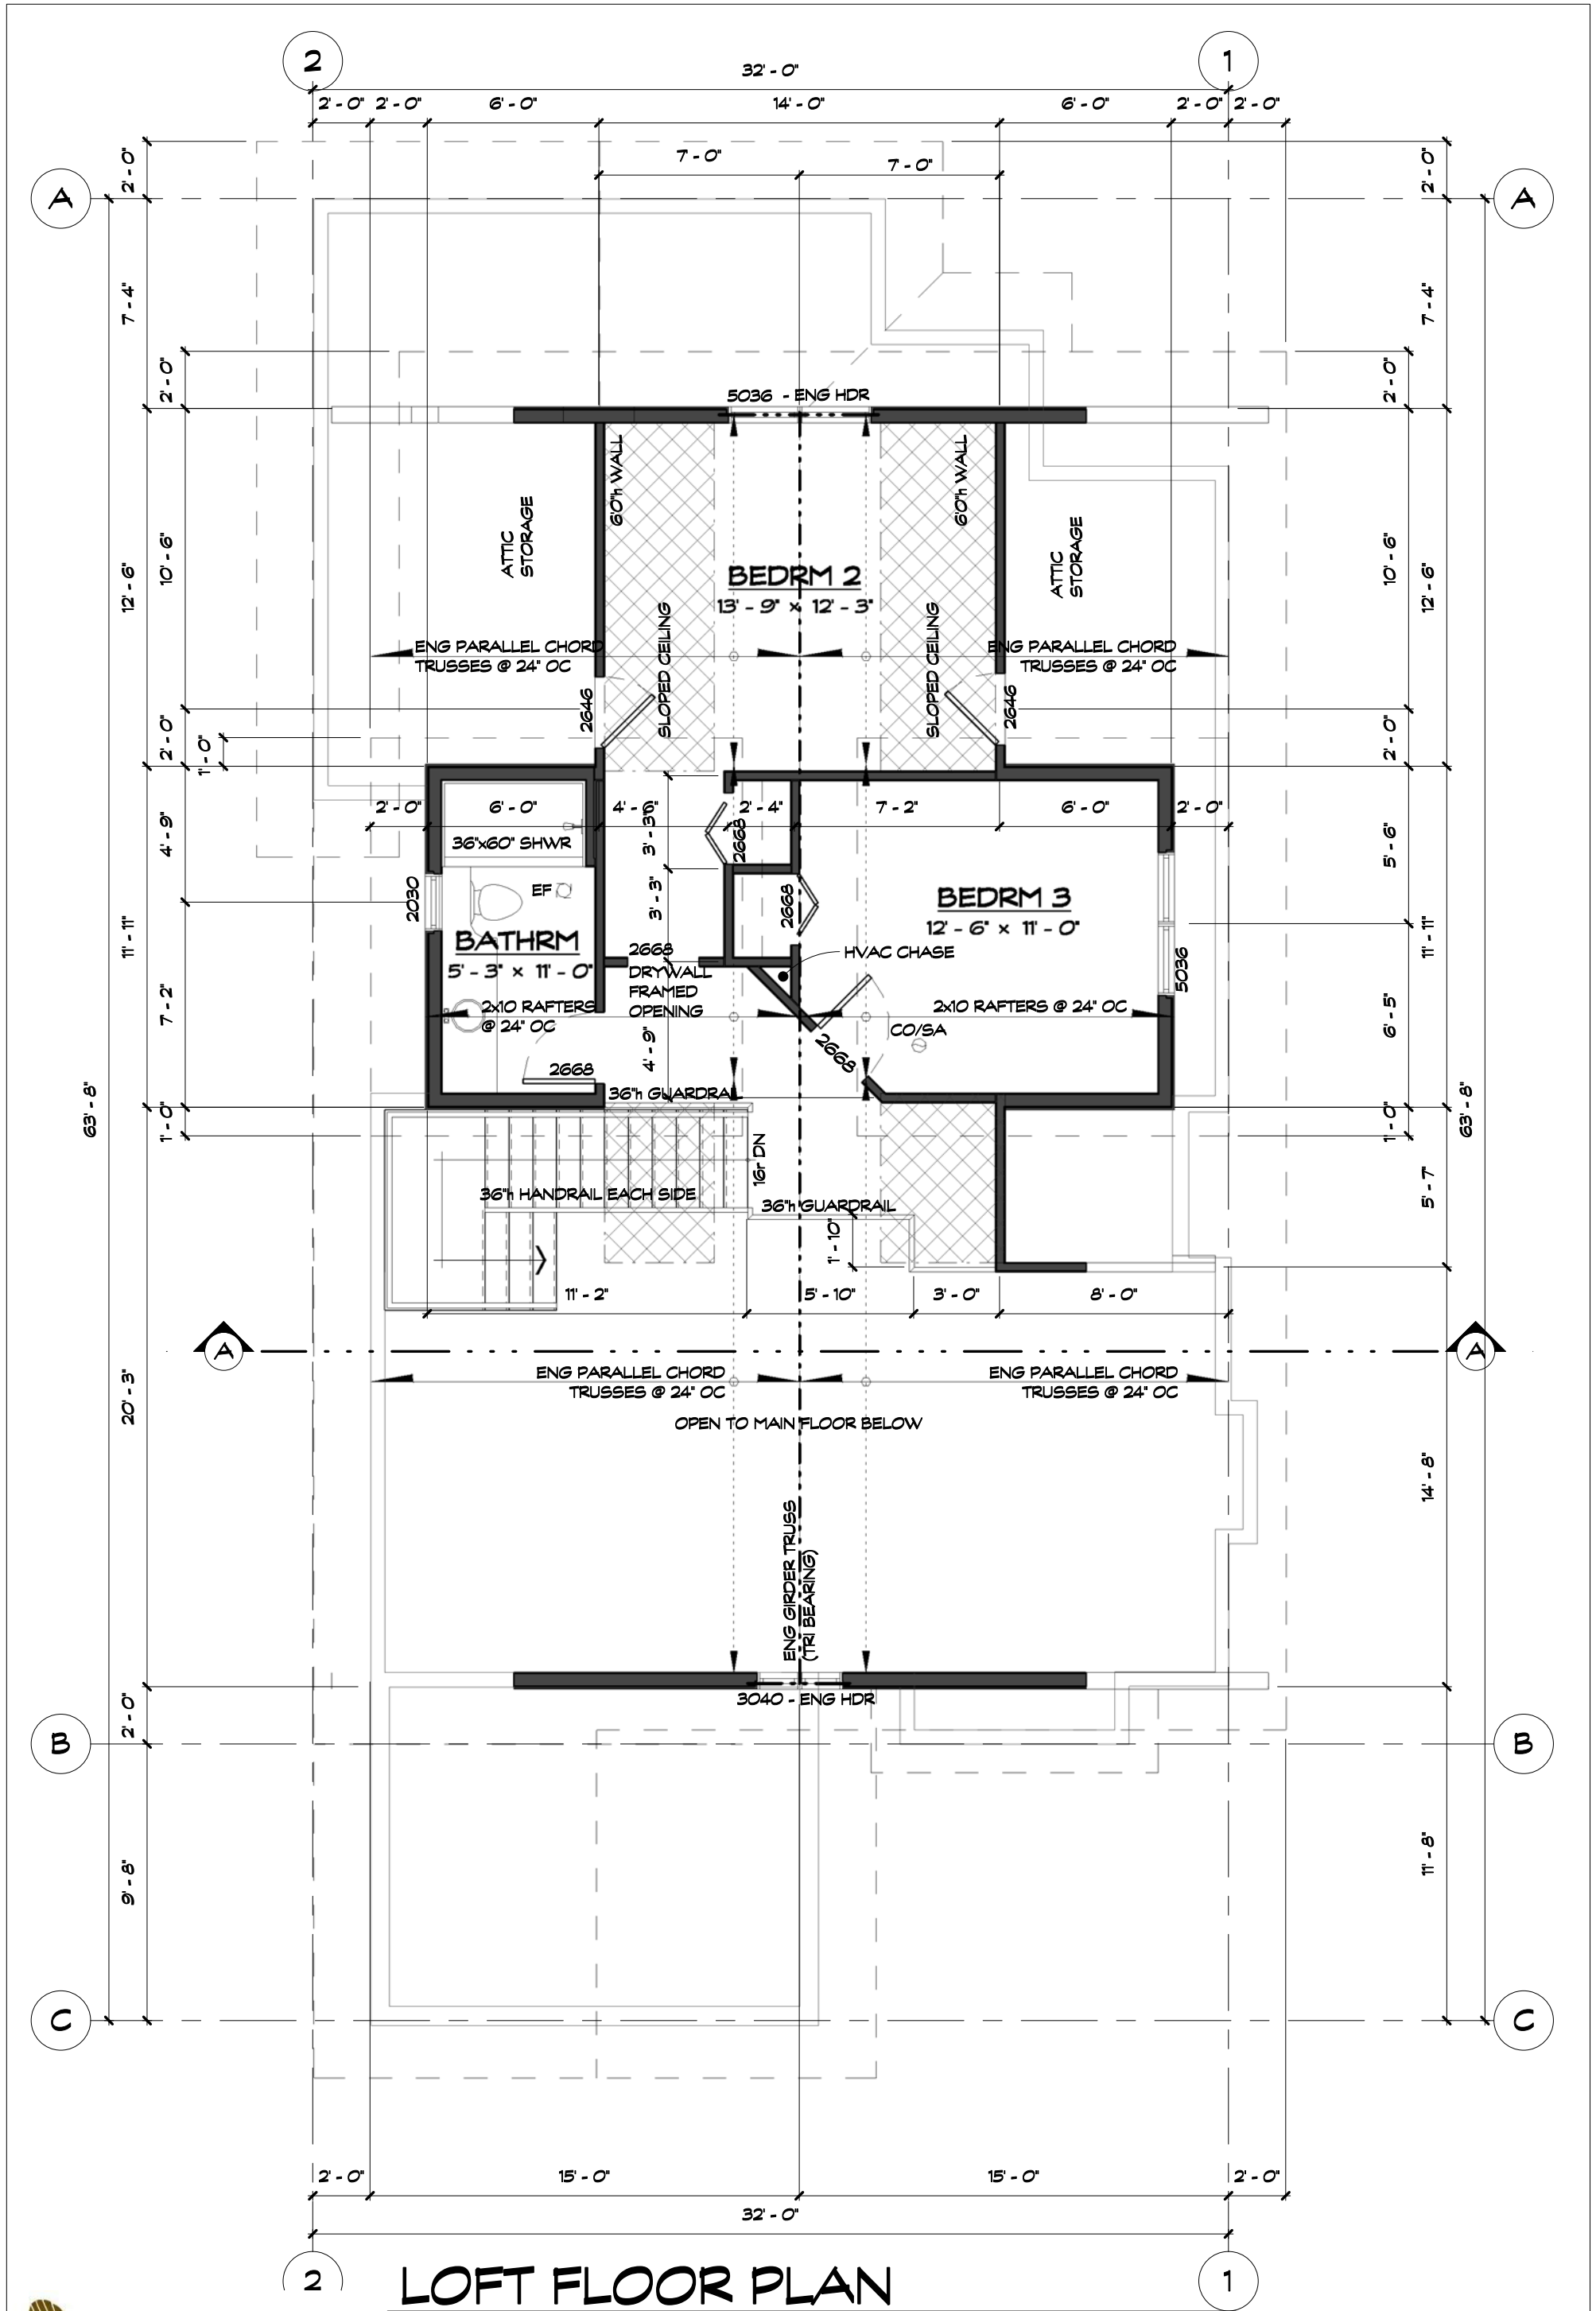 2
1
32' - 0"
2' - 0"
2' - 0"
6' - 0"
14' - 0"
6' - 0"
2' - 0"
2' - 0"
7' - 0"
7' - 0"
2' - 0"
2' - 0"
A
A
7' - 4"
7' - 4"
2' - 0"
2' - 0"
5036 - ENG HDR
6'0"h WALL
6'0"h WALL
ATTIC
STORAGE
ATTIC
STORAGE
12' - 6"
10' - 6"
10' - 6"
12' - 6"
BEDRM 2
13' - 9" x 12' - 3"
SLOPED CEILING
SLOPED CEILING
ENG PARALLEL CHORD
TRUSSES @ 24" OC
ENG PARALLEL CHORD
TRUSSES @ 24" OC
2646
2646
2' - 0"
1' - 0"
2' - 0"
2' - 0"
6' - 0"
4' - 6"
2' - 4"
7' - 2"
6' - 0"
2' - 0"
36"x60" SHWR
3' - 3"
2668
4' - 9"
5' - 6"
EF
2030
3' - 3"
2668
BEDRM 3
12' - 6" x 11' - 0"
11' - 11"
11' - 11"
BATHRM
5' - 3" x 11' - 0"
2668
DRYWALL
FRAMED
OPENING
HVAC CHASE
5036
2x10 RAFTERS
@ 24" OC
2x10 RAFTERS @ 24" OC
7' - 2"
6' - 5"
CO/SA
4' - 9"
2668
2668
36"h GUARDRAIL
63' - 8"
1' - 0"
1' - 0"
63' - 8"
16r DN
36"h HANDRAIL EACH SIDE
36"h GUARDRAIL
1' - 10"
5' - 7"
11' - 2"
5' - 10"
3' - 0"
8' - 0"
A
A
ENG PARALLEL CHORD
TRUSSES @ 24" OC
ENG PARALLEL CHORD
TRUSSES @ 24" OC
20' - 3"
OPEN TO MAIN FLOOR BELOW
14' - 8"
ENG GIRDER TRUSS
(TRI BEARING)
3040 - ENG HDR
2' - 0"
B
B
9' - 8"
11' - 8"
C
C
2' - 0"
15' - 0"
15' - 0"
2' - 0"
32' - 0"
2
1
LOFT FLOOR PLAN